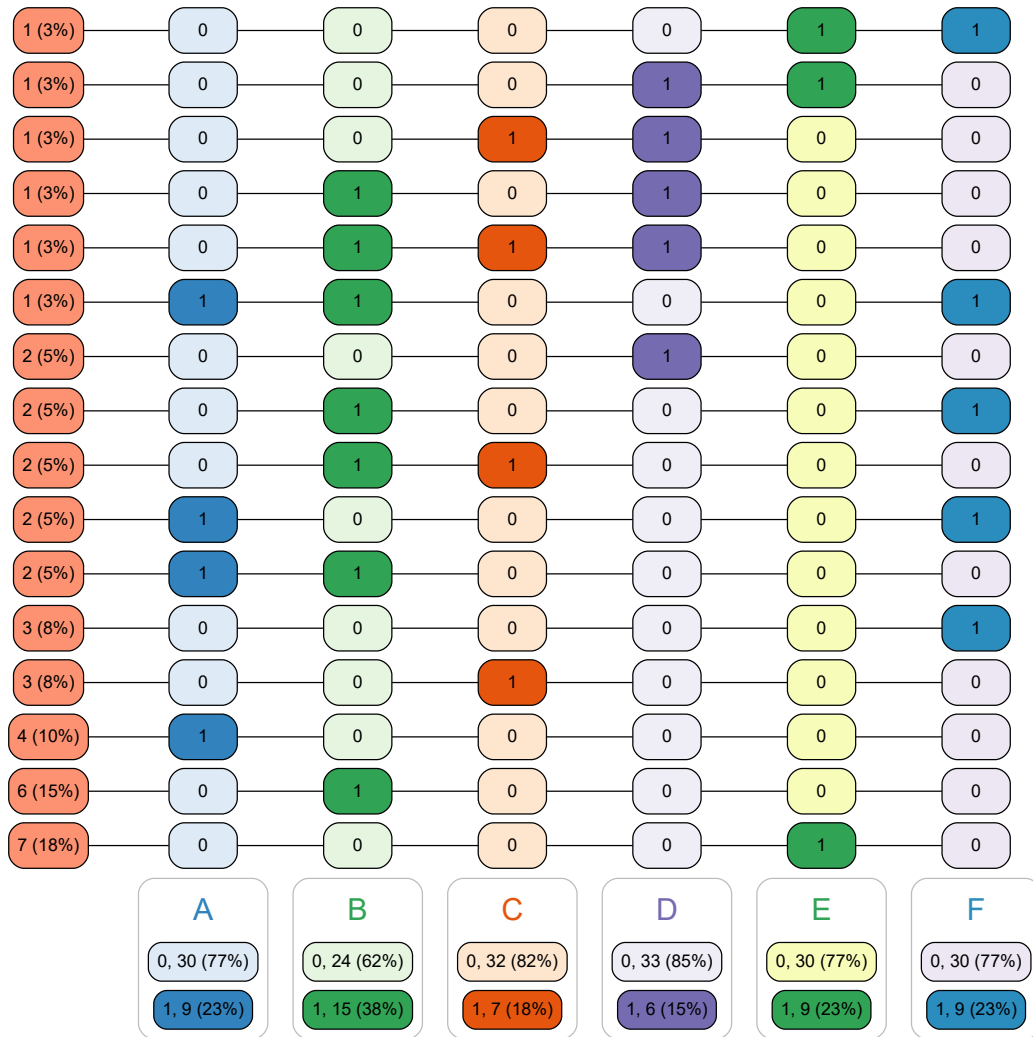 1 (3%) 0 0 0 0 1 1
1 (3%) 0 0 0 1 1 0
1 (3%) 0 0 1 1 0 0
1 (3%) 0 1 0 1 0 0
1 (3%) 0 1 1 1 0 0
1 (3%) 1 1 0 0 0 1
2 (5%) 0 0 0 1 0 0
2 (5%) 0 1 0 0 0 1
2 (5%) 0 1 1 0 0 0
2 (5%) 1 0 0 0 0 1
2 (5%) 1 1 0 0 0 0
3 (8%) 0 0 0 0 0 1
3 (8%) 0 0 1 0 0 0
4 (10%) 1 0 0 0 0 0
6 (15%) 0 1 0 0 0 0
7 (18%) 0 0 0 0 1 0
A B C D E F
0, 30 (77%) 0, 24 (62%) 0, 32 (82%) 0, 33 (85%) 0, 30 (77%) 0, 30 (77%)
1, 9 (23%) 1, 15 (38%) 1, 7 (18%) 1, 6 (15%) 1, 9 (23%) 1, 9 (23%)